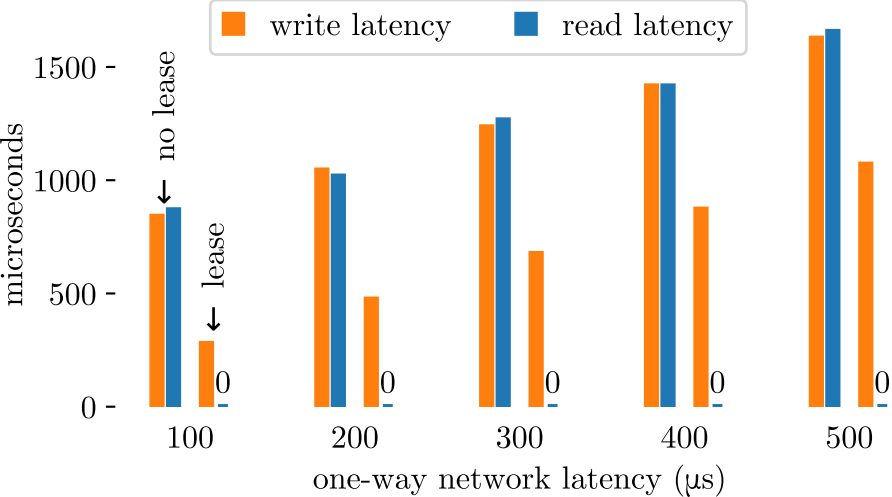 write latency read latency
1500
1000
500
0
microseconds
no lease
lease
0 0 0 0 0
100 200 300 400 500
one-way network latency (μs)